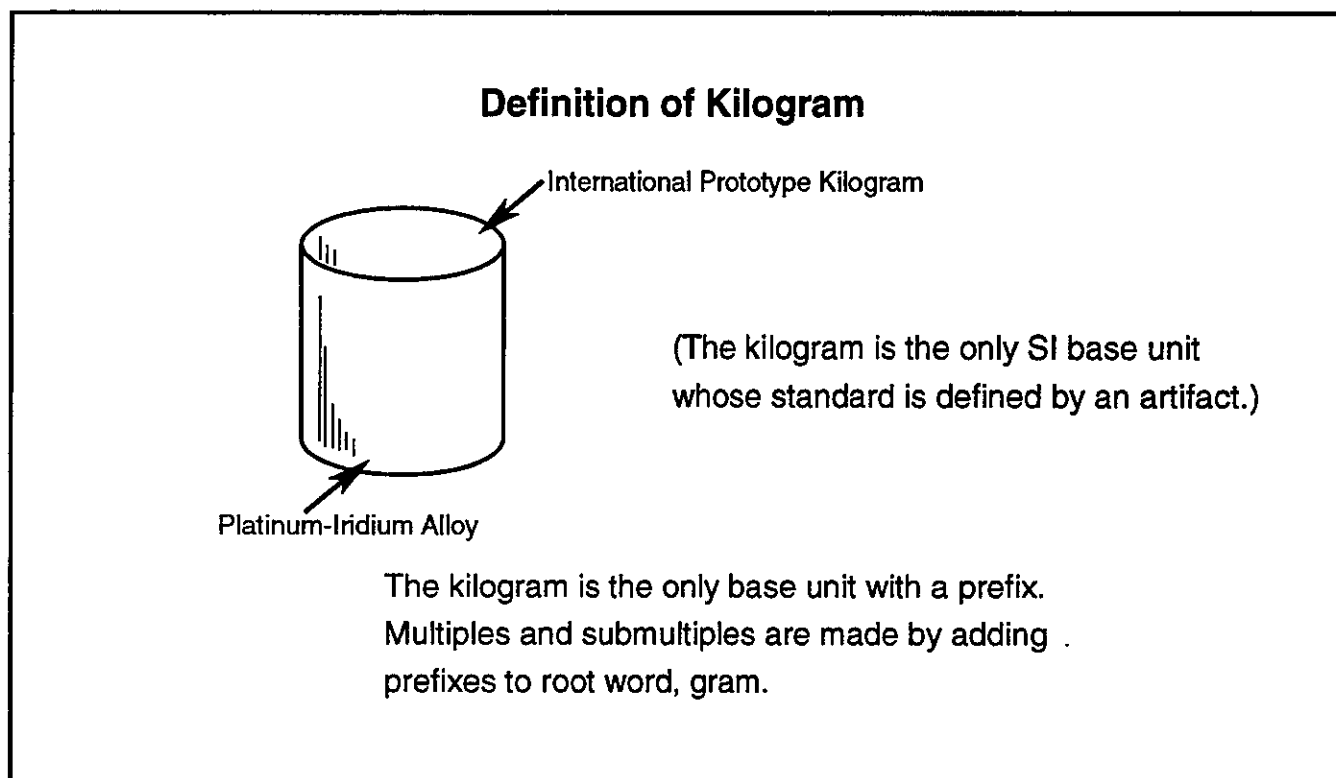 Definition of Kilogram
International Prototype Kilogram
(The kilogram is the only SI base unit
whose standard is defined by an artifact.)
Platinum-Iridium Alloy
The kilogram is the only base unit with a prefix.
Multiples and submultiples are made by adding .
prefixes to root word, gram.